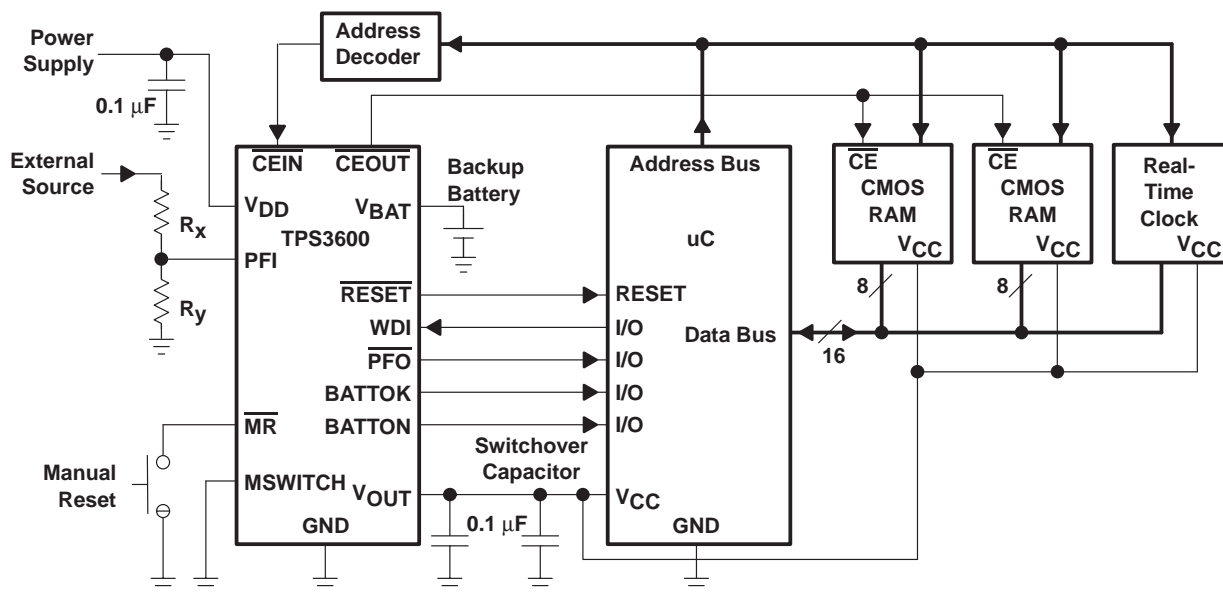 Power
Supply
0.1 μF
Address
Decoder
External
Source
Rx
Ry
CEIN
CEOUT
VDD
VBAT
TPS3600
PFI
RESET
WDI
PFO
BATTOK
BATTON
MR
MSWITCH
VOUT
GND
Manual
Reset
Backup
Battery
Switchover
Capacitor
0.1 μF
Address Bus
uC
RESET
I/O
Data Bus
I/O
I/O
I/O
VCC
GND
16
CE
CMOS
RAM
VCC
8
CE
CMOS
RAM
VCC
8
Real-
Time
Clock
VCC